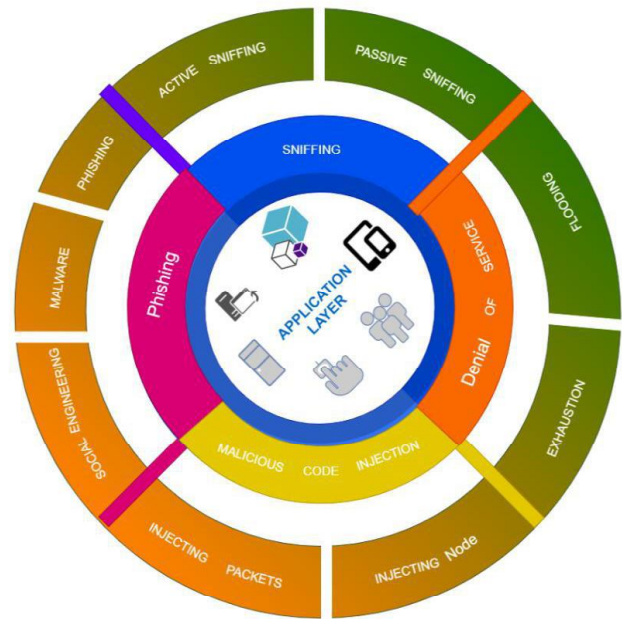 ACTIVE SNIFFING
PASSIVE SNIFFING
PHISHING
SNIFFING
FLOODING
DENIAL OF SERVICE
MALWARE
Phishing
APPLICATION
LAYER
SOCIAL ENGINEERING
MALICIOUS CODE INJECTION
EXHAUSTION
INJECTING PACKETS
INJECTING Node